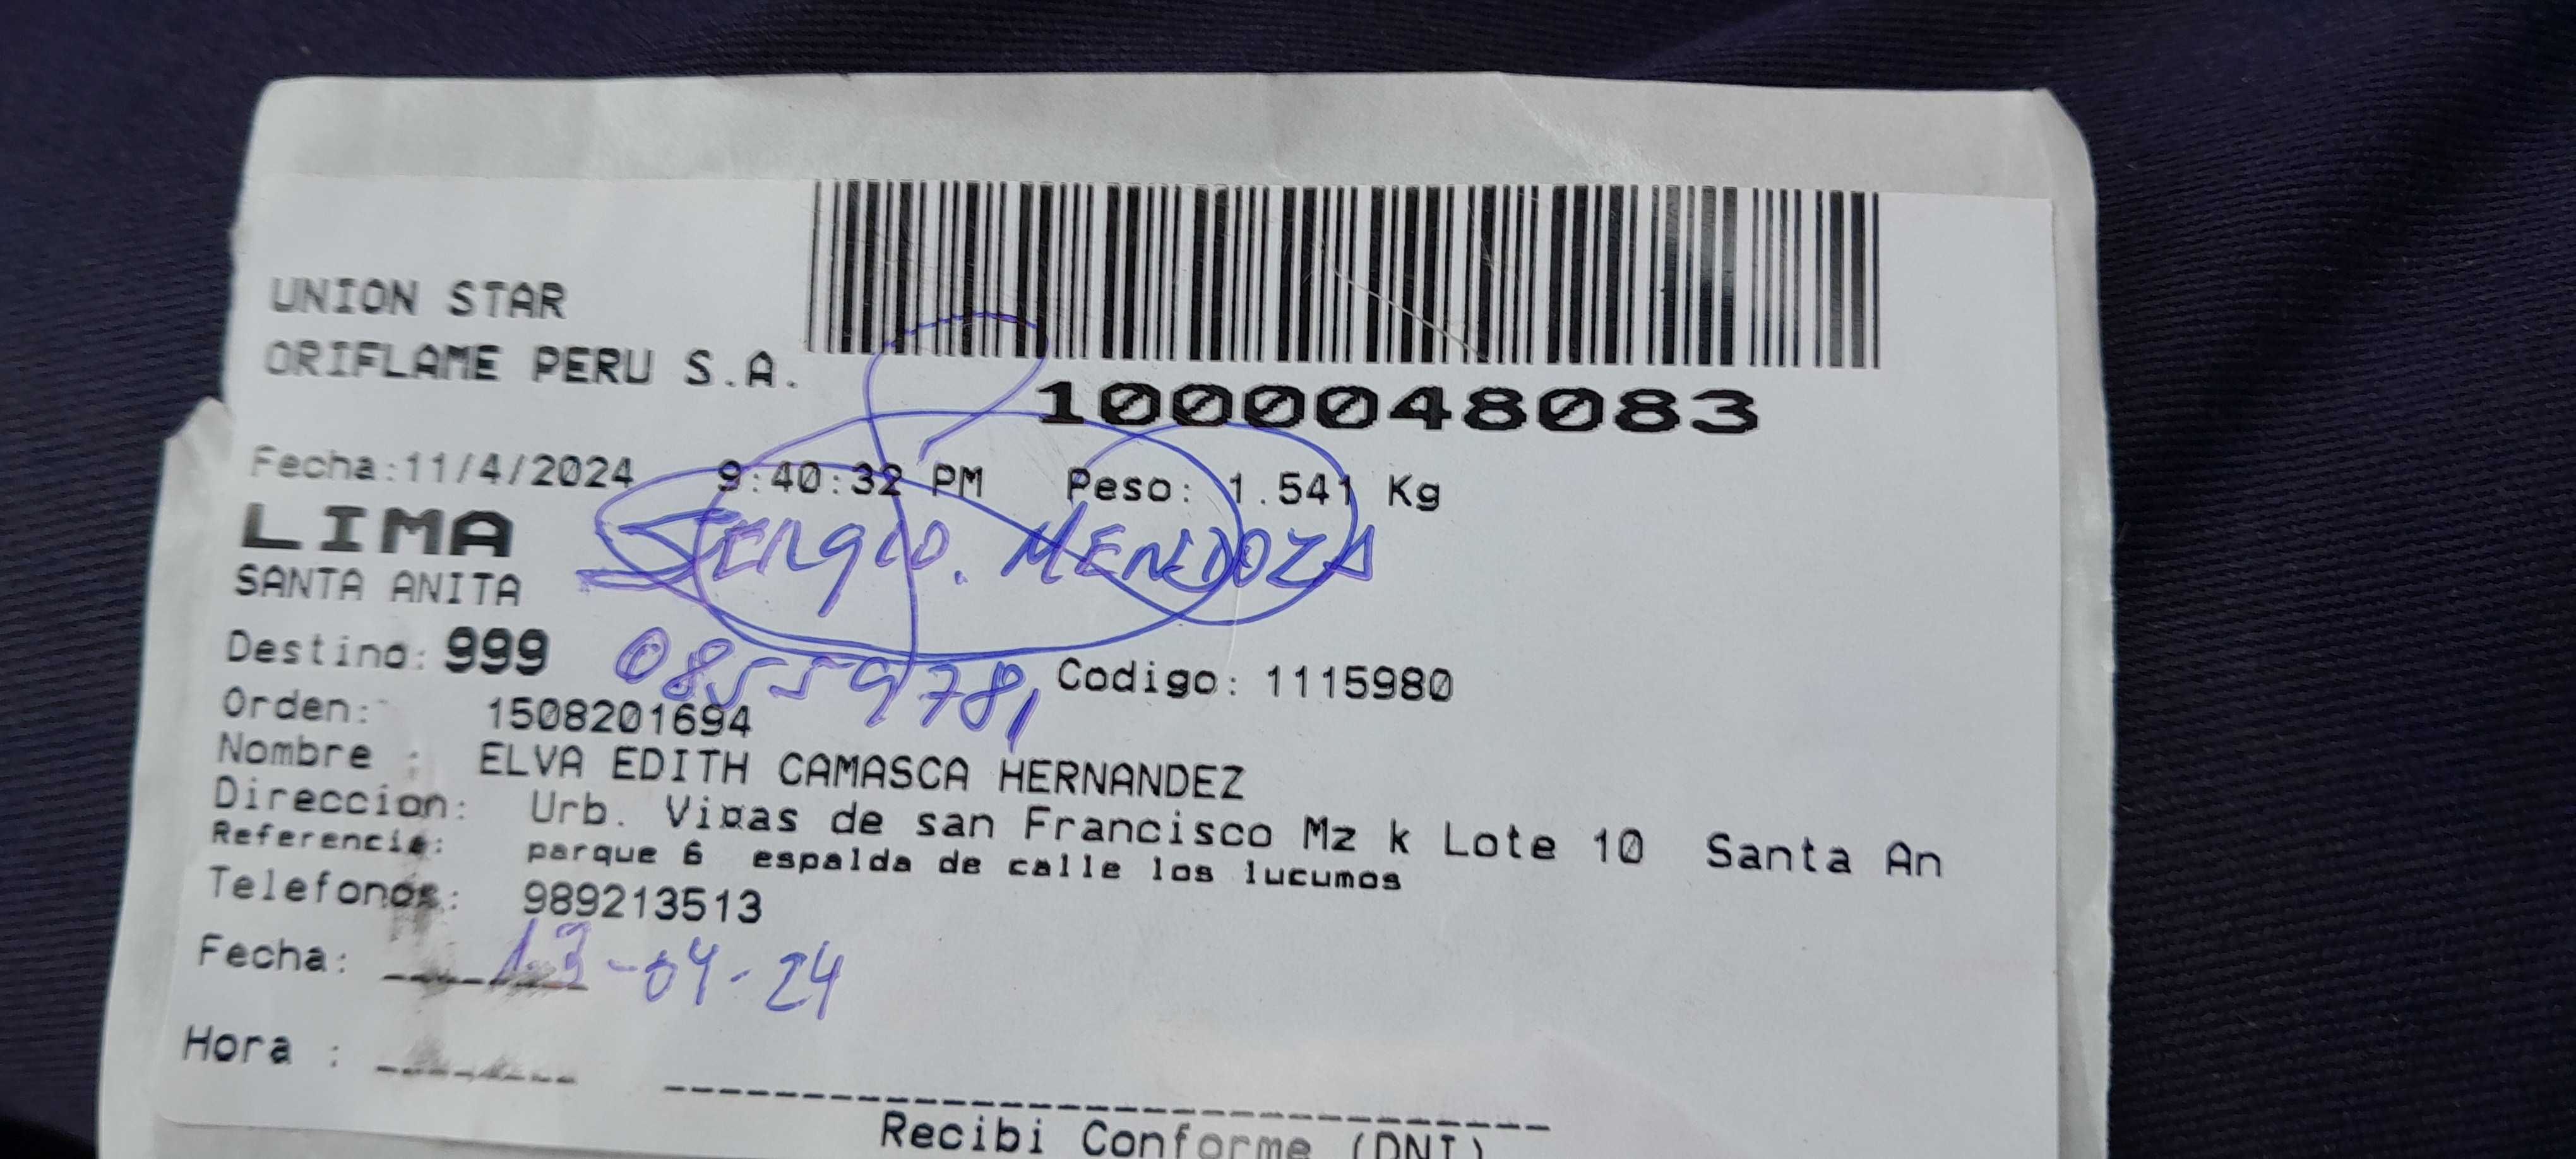 UNION STAR
ORIFLAME PERU S.A.
1000048083
Fecha:11/4/2024 9:40:32 PM Peso: 1.541 Kg
LIMA
SERGIO. MENDOZA
SANTA ANITA
Destino: 999
08559781
Codigo: 1115980
Orden: 1508201694
Nombre : ELVA EDITH CAMASCA HERNANDEZ
Direccion: Urb. Vi¤as de san Francisco Mz k Lote 10 Santa An
Referencia: parque 6 espalda de calle los lucumos
Telefonos: 989213513
Fecha: 13-04-24
Hora :
Recibi Conforme (DNI)